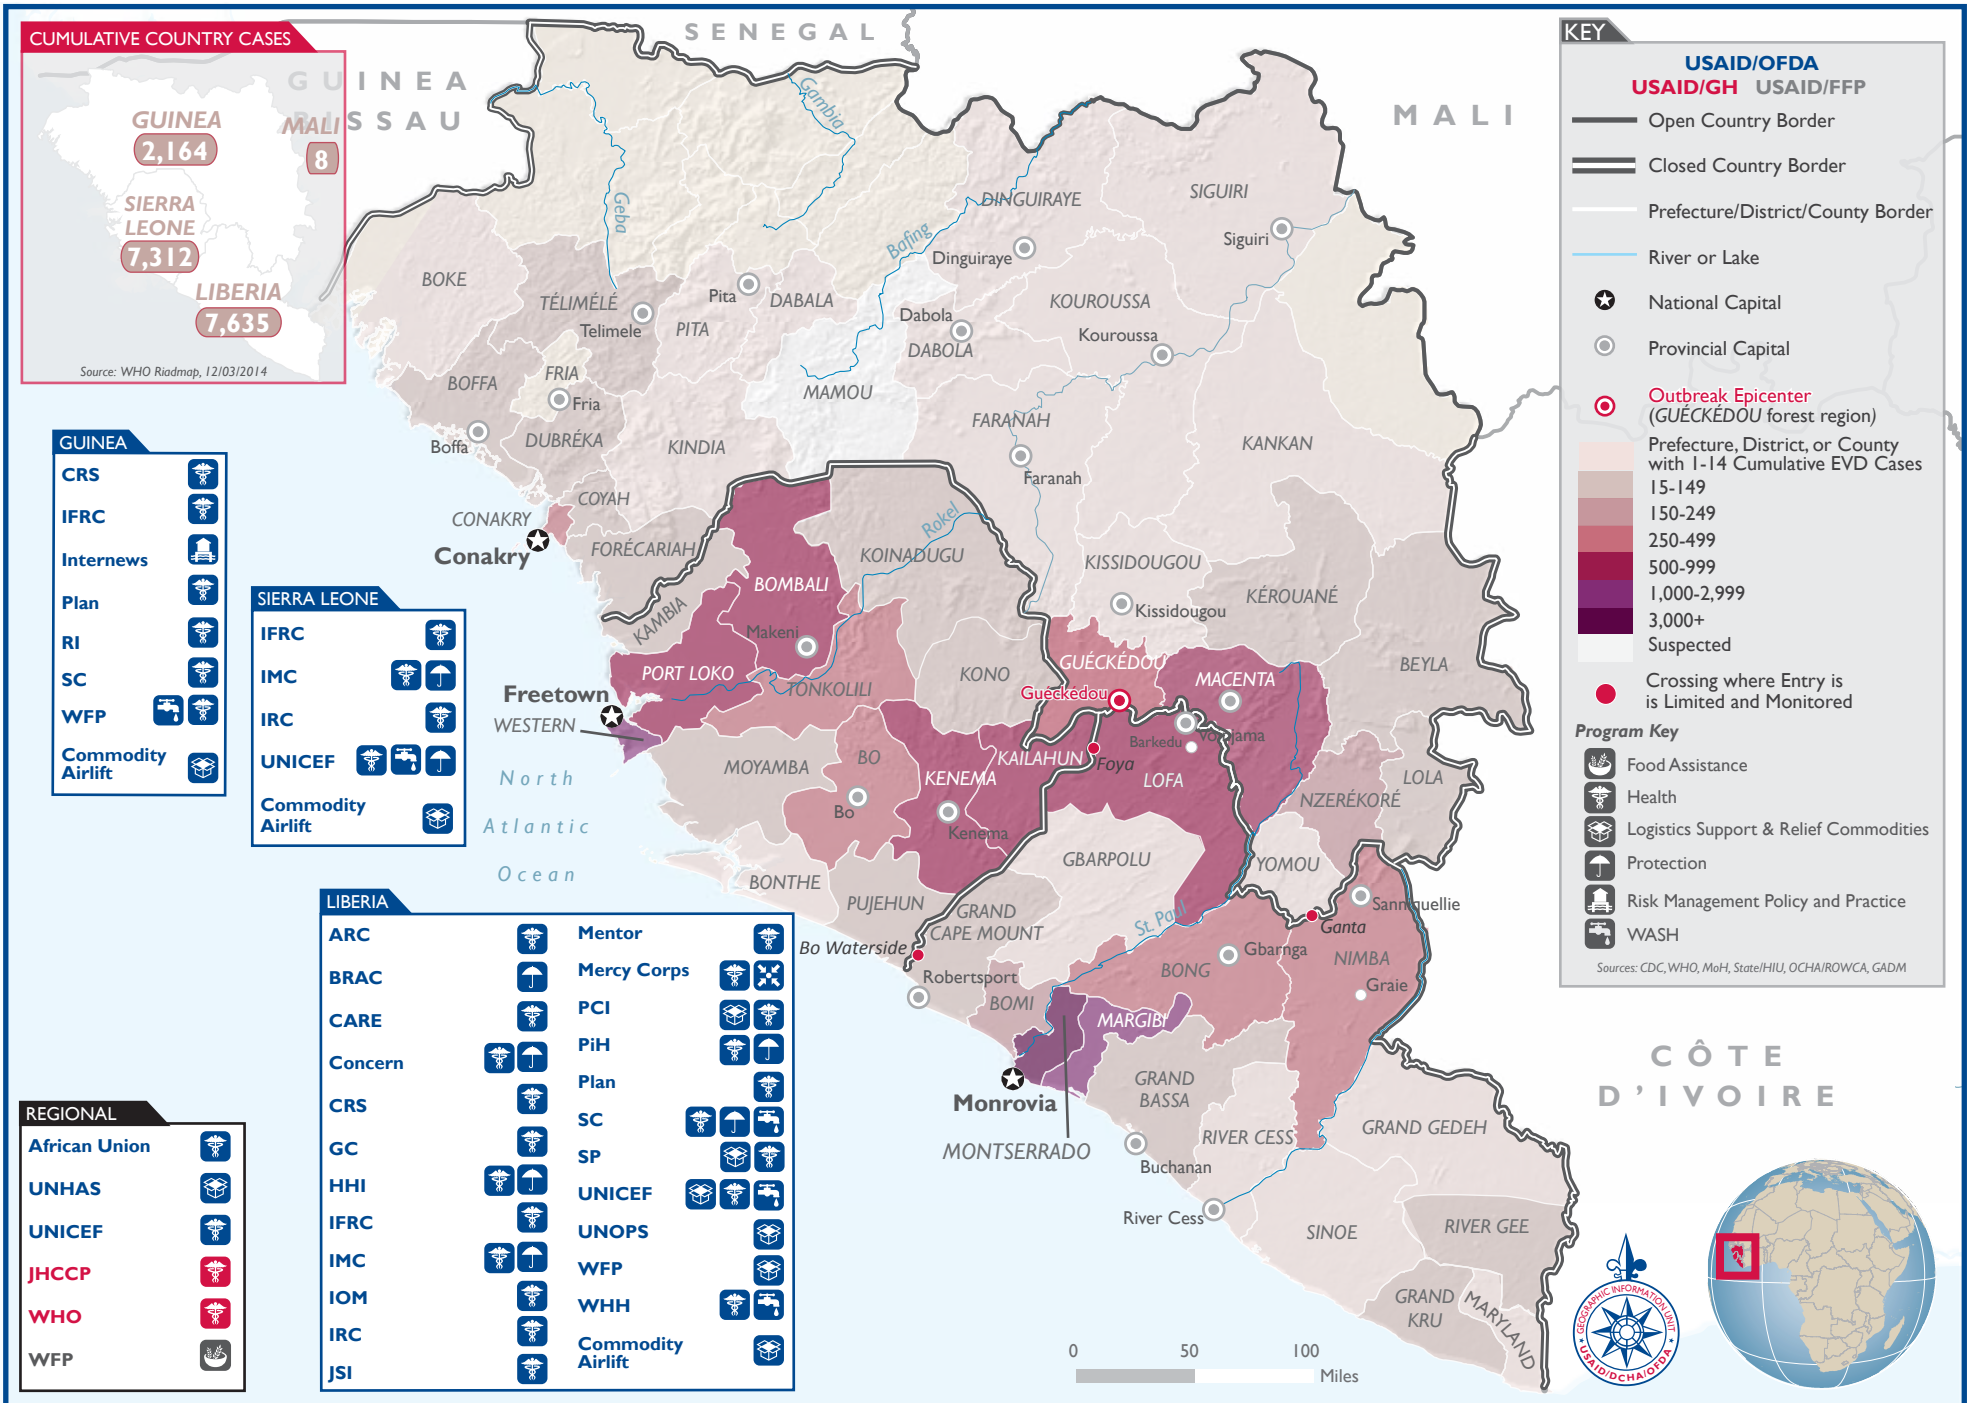 CUMULATIVE COUNTRY CASES
GUINEA
2,164
MALI
8
SIERRA
LEONE
7,312
LIBERIA
7,635
Source: WHO Riadmap, 12/03/2014
SENEGAL
GUINEA
BISSAU
MALI
CÔTE
D'IVOIRE
KEY
USAID/OFDA
USAID/GH USAID/FFP
Open Country Border
Closed Country Border
Prefecture/District/County Border
River or Lake
National Capital
Provincial Capital
Outbreak Epicenter
(GUÉCKÉDOU forest region)
Prefecture, District, or County
with 1-14 Cumulative EVD Cases
15-149
150-249
250-499
500-999
1,000-2,999
3,000+
Suspected
Crossing where Entry is
is Limited and Monitored
Program Key
Food Assistance
Health
Logistics Support & Relief Commodities
Protection
Risk Management Policy and Practice
WASH
Sources: CDC, WHO, MoH, State/HIU, OCHA/ROWCA, GADM
GUINEA
CRS
IFRC
Internews
Plan
RI
SC
WFP
Commodity
Airlift
SIERRA LEONE
IFRC
IMC
IRC
UNICEF
Commodity
Airlift
LIBERIA
ARC
BRAC
CARE
Concern
CRS
GC
HHI
IFRC
IMC
IOM
IRC
JSI
Mentor
Mercy Corps
PCI
PiH
Plan
SC
SP
UNICEF
UNOPS
WFP
WHH
Commodity
Airlift
REGIONAL
African Union
UNHAS
UNICEF
JHCCP
WHO
WFP
Gambia
Geba
Bafing
DINGUIRAYE
Dinguiraye
SIGUIRI
Siguiri
BOKE
TÉLIMÉLÉ
Telimele
Pita
PITA
DABALA
Dabola
DABOLA
KOUROUSSA
Kouroussa
BOFFA
Boffa
FRIA
Fria
MAMOU
DUBRÉKA
KINDIA
FARANAH
Faranah
KANKAN
COYAH
CONAKRY
Conakry
FORÉCARIAH
Rokel
KOINADUGU
KISSIDOUGOU
Kissidougou
KÉROUANÉ
BEYLA
KAMBIA
BOMBALI
Makeni
PORT LOKO
TONKOLILI
KONO
GUÉCKÉDOU
Guéckédou
MACENTA
Freetown
WESTERN
MOYAMBA
BO
Bo
KENEMA
Kenema
KAILAHUN
Foya
Barkedu
Voinjama
LOFA
NZERÉKORÉ
LOLA
YOMOU
North
Atlantic
Ocean
BONTHE
PUJEHUN
GBARPOLU
GRAND
CAPE MOUNT
Bo Waterside
Robertsport
BOMI
St. Paul
BONG
Gbarnga
Ganta
Sanniquellie
NIMBA
Graie
MARGIBI
Monrovia
MONTSERRADO
GRAND
BASSA
Buchanan
RIVER CESS
River Cess
GRAND GEDEH
SINOE
RIVER GEE
GRAND
KRU
MARYLAND
0 50 100
Miles
GEOGRAPHIC INFORMATION UNIT
USAID/DCHA/OFDA